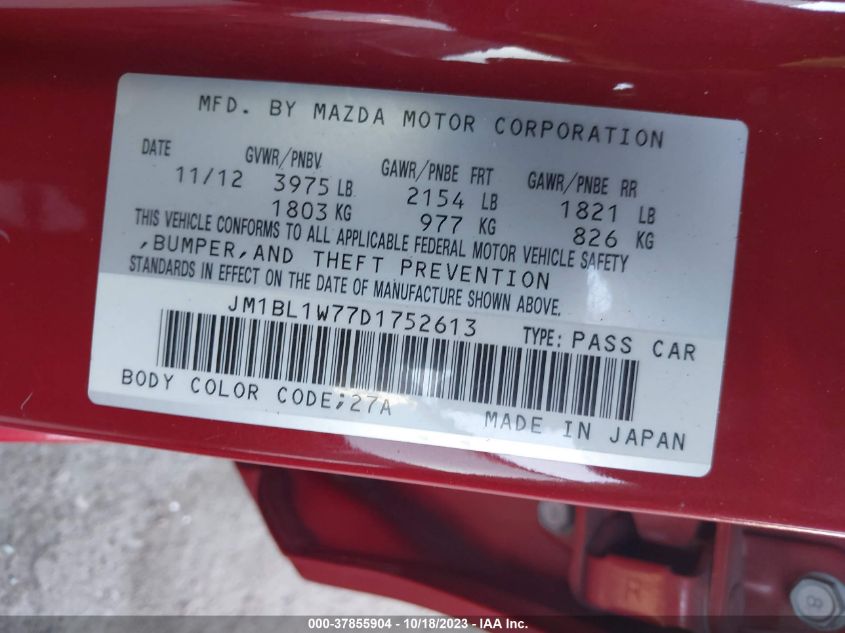 MFD. BY MAZDA MOTOR CORPORATION
DATE GVWR/PNBV GAWR/PNBE FRT GAWR/PNBE RR
11/12 3975 LB 2154 LB 1821 LB
1803 KG 977 KG 826 KG
THIS VEHICLE CONFORMS TO ALL APPLICABLE FEDERAL MOTOR VEHICLE SAFETY
,BUMPER,AND THEFT PREVENTION
STANDARDS IN EFFECT ON THE DATE OF MANUFACTURE SHOWN ABOVE.
JM1BL1W77D1752613 TYPE: PASS CAR
BODY COLOR CODE;27A MADE IN JAPAN
R
8
000-37855904 - 10/18/2023 - IAA Inc.